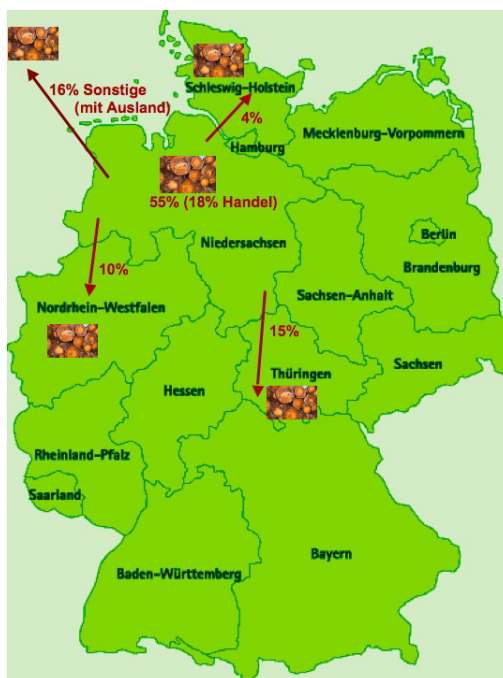 16% Sonstige
(mit Ausland)
Schleswig-Holstein
4%
Mecklenburg-Vorpommern
Hamburg
55% (18% Handel)
Niedersachsen
Berlin
Brandenburg
10%
Sachsen-Anhalt
Nordrhein-Westfalen
15%
Sachsen
Thüringen
Hessen
Rheinland-Pfalz
Saarland
Bayern
Baden-Württemberg